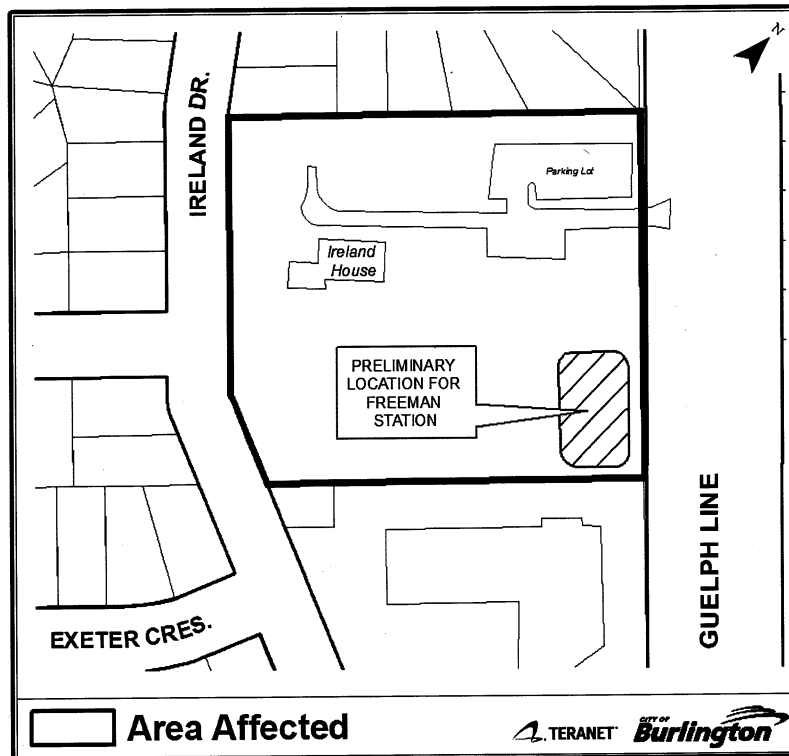 N
IRELAND DR.
Parking Lot
Ireland
House
PRELIMINARY
LOCATION FOR
FREEMAN
STATION
GUELPH LINE
EXETER CRES.
Area Affected
TERANET
CITY OF
Burlington